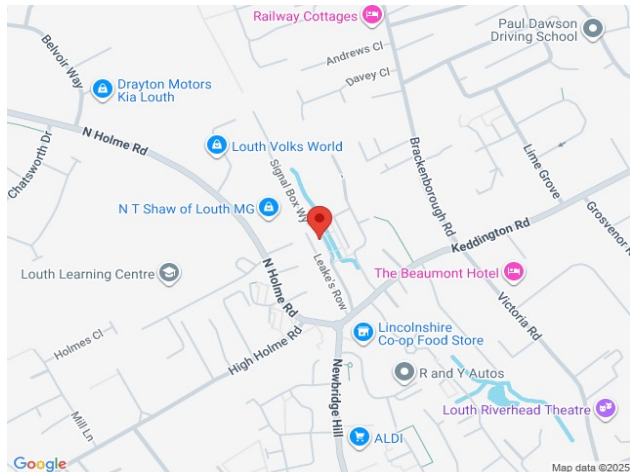 Railway Cottages
Paul Dawson
Driving School
Andrews Cl
Davey Cl
Belvoir Way
Drayton Motors
Kia Louth
N Holme Rd
Chatsworth Dr
Louth Volks World
Brackenborough Rd
Lime Grove
Signal Box Wy
N T Shaw of Louth MG
Grosvenor R
Keddington Rd
Louth Learning Centre
Leake's Row
N Holme Rd
The Beaumont Hotel
Victoria Rd
Holmes Cl
High Holme Rd
Lincolnshire
Co-op Food Store
Newbridge Hill
R and Y Autos
Mill Ln
Louth Riverhead Theatre
ALDI
Google
Map data ©2025